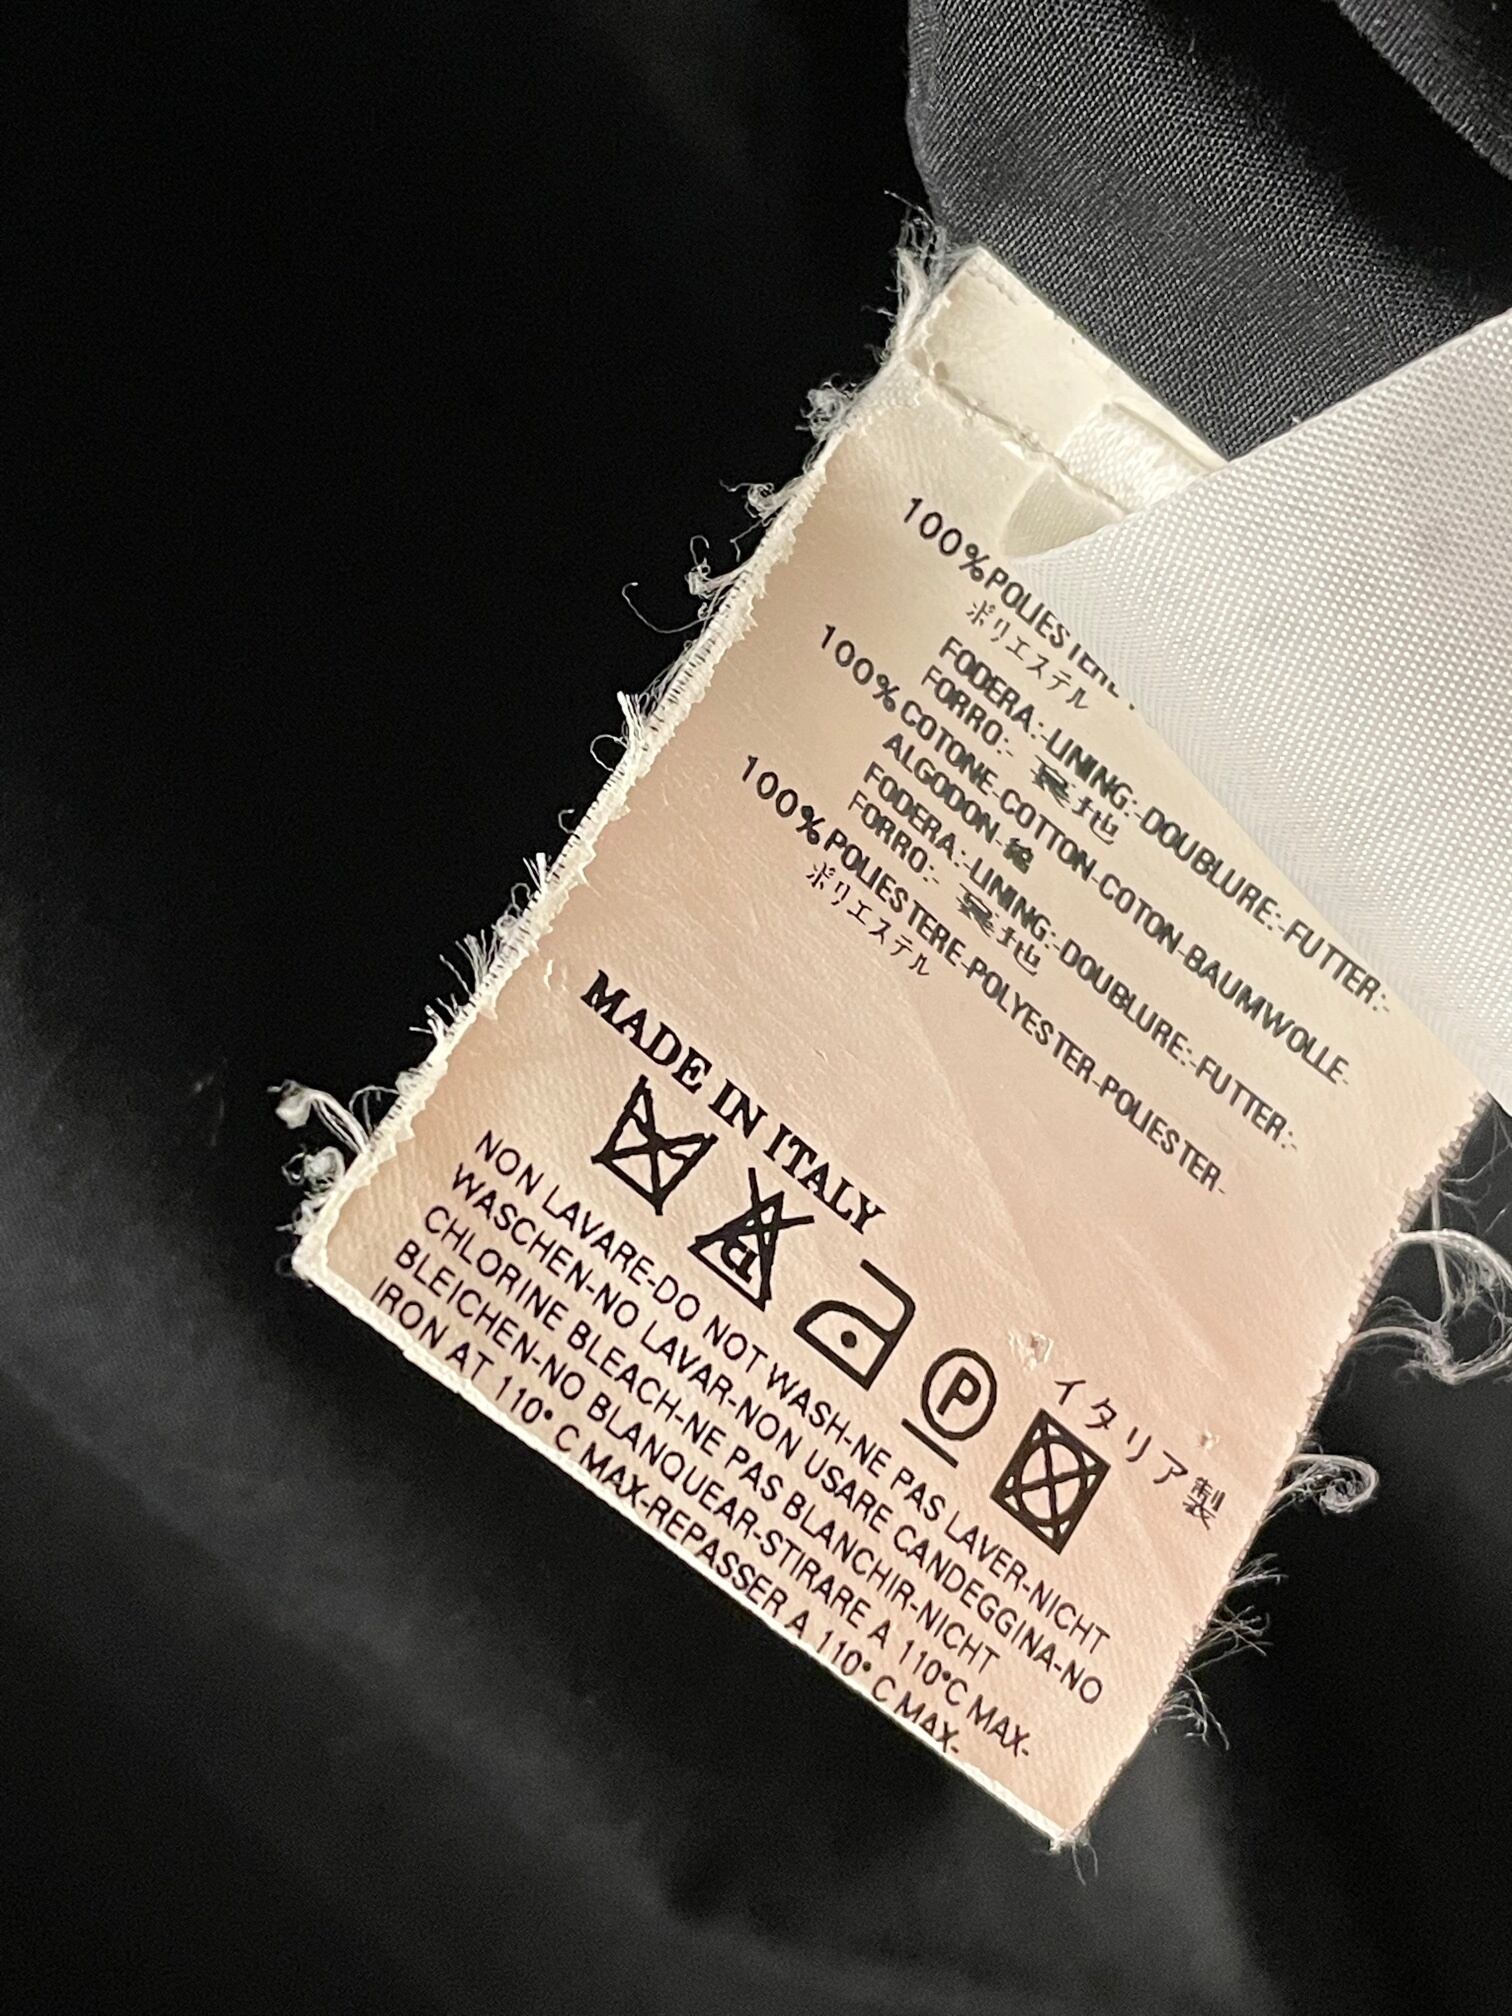 100%POLIESTERE
ポリエステル
FODERA:-LINING:-DOUBLURE:-FUTTER:-
FORRO:- 裏地
100%COTONE-COTTON-COTON-BAUMWOLLE-
ALGODON-綿
FODERA:-LINING:-DOUBLURE:-FUTTER:-
FORRO:- 裏地
100%POLIESTERE-POLYESTER-POLIESTER-
ポリエステル
MADE IN ITALY
イタリア製
CL
P
NON LAVARE-DO NOT WASH-NE PAS LAVER-NICHT
WASCHEN-NO LAVAR-NON USARE CANDEGGINA-NO
CHLORINE BLEACH-NE PAS BLANCHIR-NICHT
BLEICHEN-NO BLANQUEAR-STIRARE A 110°C MAX-
IRON AT 110° C MAX-REPASSER A 110° C MAX-